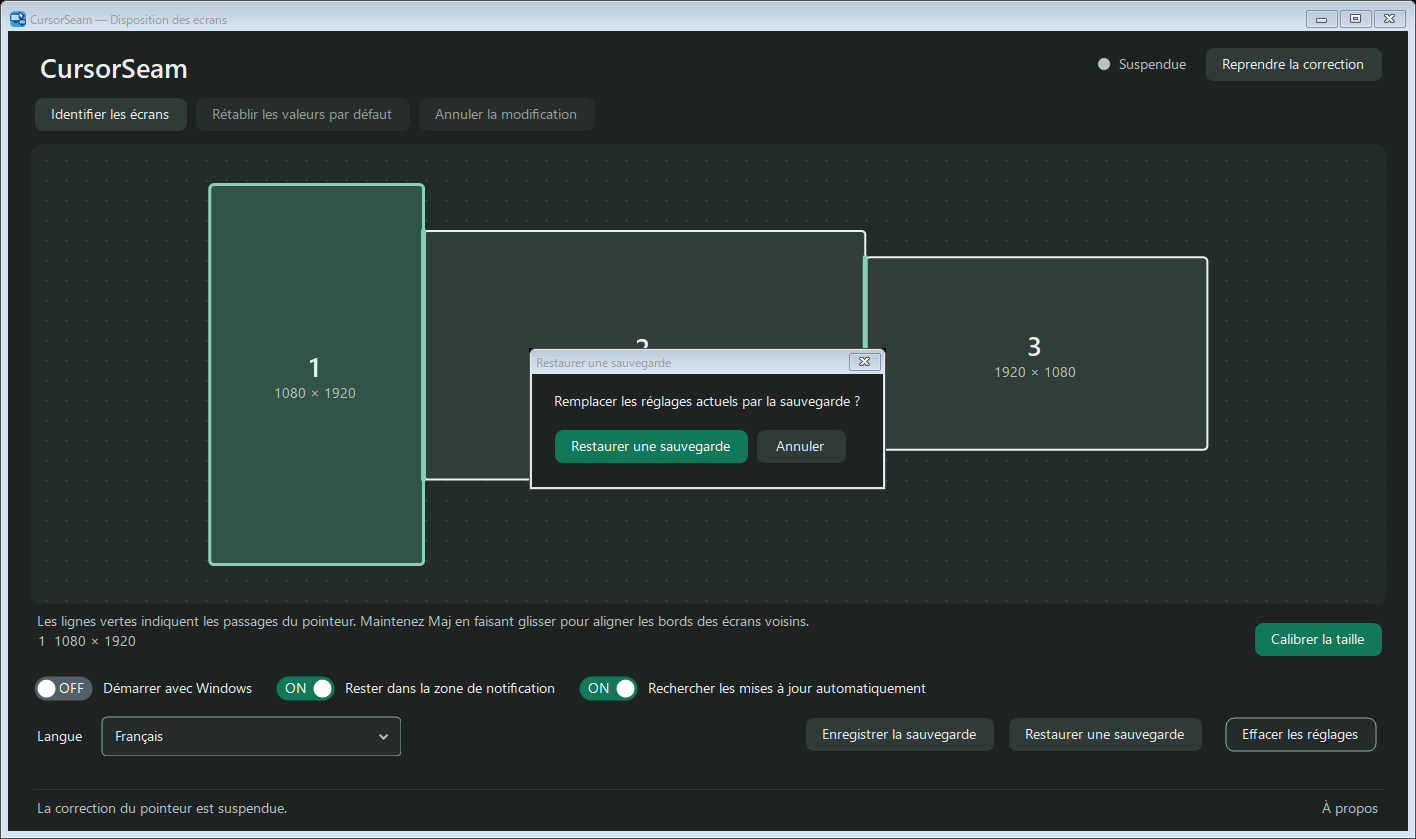 CursorSeam — Disposition des écrans
CursorSeam
Suspendue
Reprendre la correction
Identifier les écrans
Rétablir les valeurs par défaut
Annuler la modification
1
1080 × 1920
2
3
1920 × 1080
Restaurer une sauvegarde
Remplacer les réglages actuels par la sauvegarde ?
Restaurer une sauvegarde
Annuler
Les lignes vertes indiquent les passages du pointeur. Maintenez Maj en faisant glisser pour aligner les bords des écrans voisins.
1 1080 × 1920
Calibrer la taille
OFF Démarrer avec Windows
ON Rester dans la zone de notification
ON Rechercher les mises à jour automatiquement
Langue
Français
Enregistrer la sauvegarde
Restaurer une sauvegarde
Effacer les réglages
La correction du pointeur est suspendue.
À propos